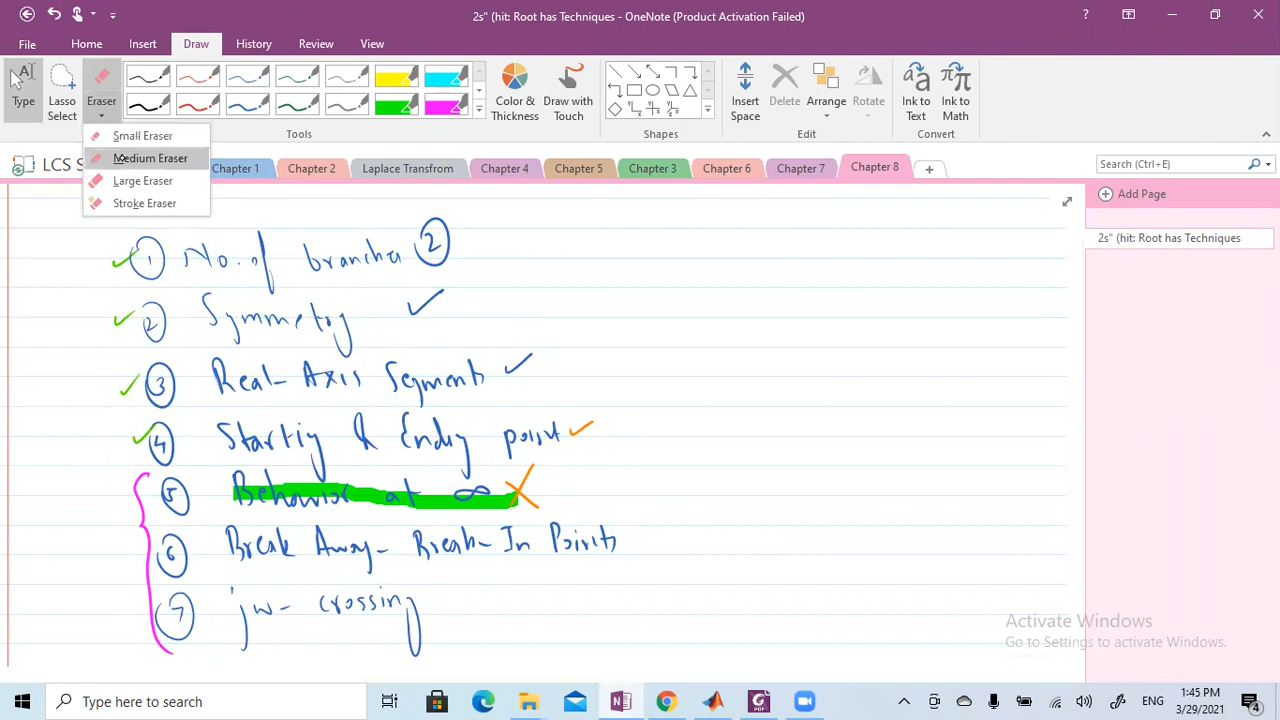 2s" (hit: Root has Techniques - OneNote (Product Activation Failed)
File Home Insert Draw History Review View
Type
Lasso Select
Eraser
Color & Thickness
Draw with Touch
Insert Space
Delete
Arrange
Rotate
Ink to Text
Ink to Math
Tools Shapes Edit Convert
Small Eraser
Medium Eraser
Large Eraser
Stroke Eraser
LCS S Chapter 1 Chapter 2 Laplace Transfrom Chapter 4 Chapter 5 Chapter 3 Chapter 6 Chapter 7 Chapter 8
Search (Ctrl+E)
Add Page
2s" (hit: Root has Techniques
1 No. of branches 2
2 Symmetry
3 Real-Axis Segments
4 Startig & Endig point
5 Behavior at ∞
6 Break Away- Break-In Points
7 jw- crossing
Activate Windows
Go to Settings to activate Windows.
Type here to search
ENG
1:45 PM
3/29/2021
4